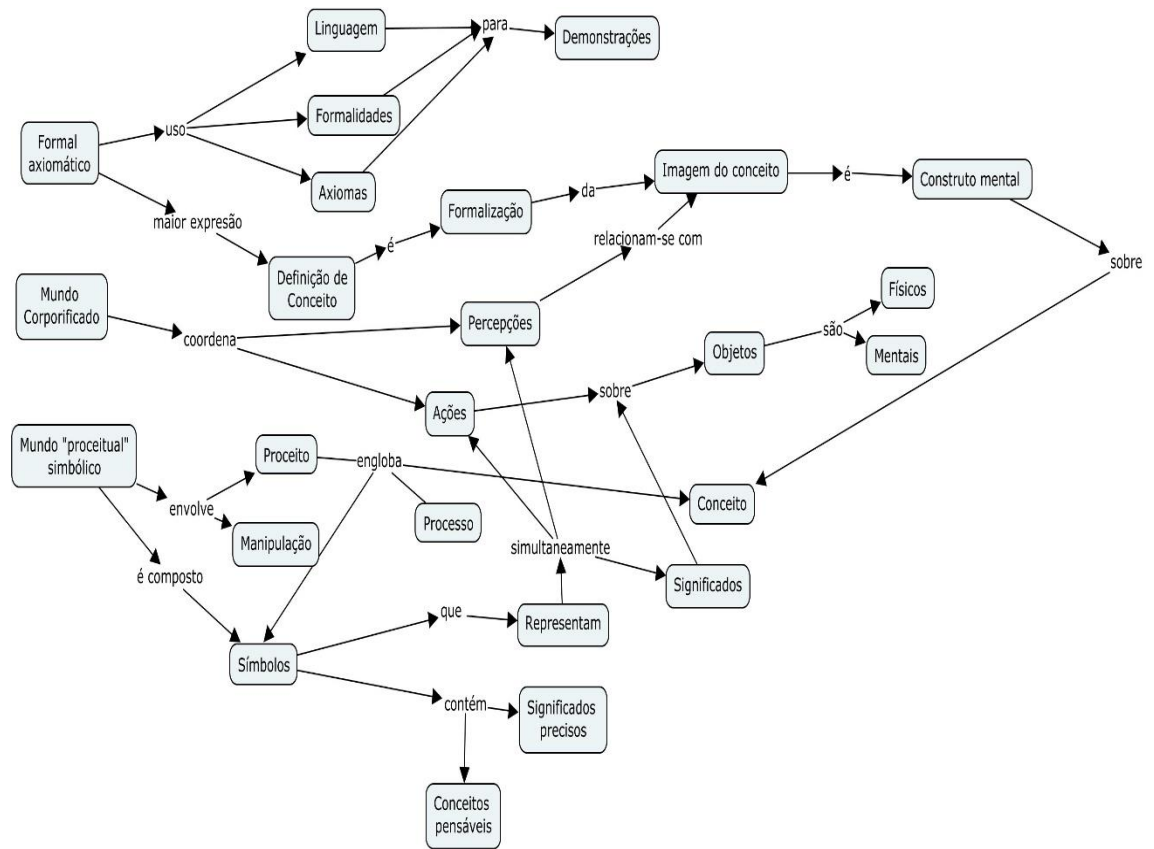 Linguagem
para
Demonstrações
Formalidades
uso
Formal
axiomático
Axiomas
Imagem do conceito
é
Construto mental
da
Formalização
maior expresão
é
relacionam-se com
sobre
Definição de
Conceito
Mundo
Corporificado
coordena
Percepções
Físicos
são
Objetos
Mentais
sobre
Ações
Mundo "proceitual"
simbólico
Proceito
engloba
envolve
Conceito
Processo
Manipulação
simultaneamente
é composto
Significados
que
Representam
Símbolos
contém
Significados
precisos
Conceitos
pensáveis